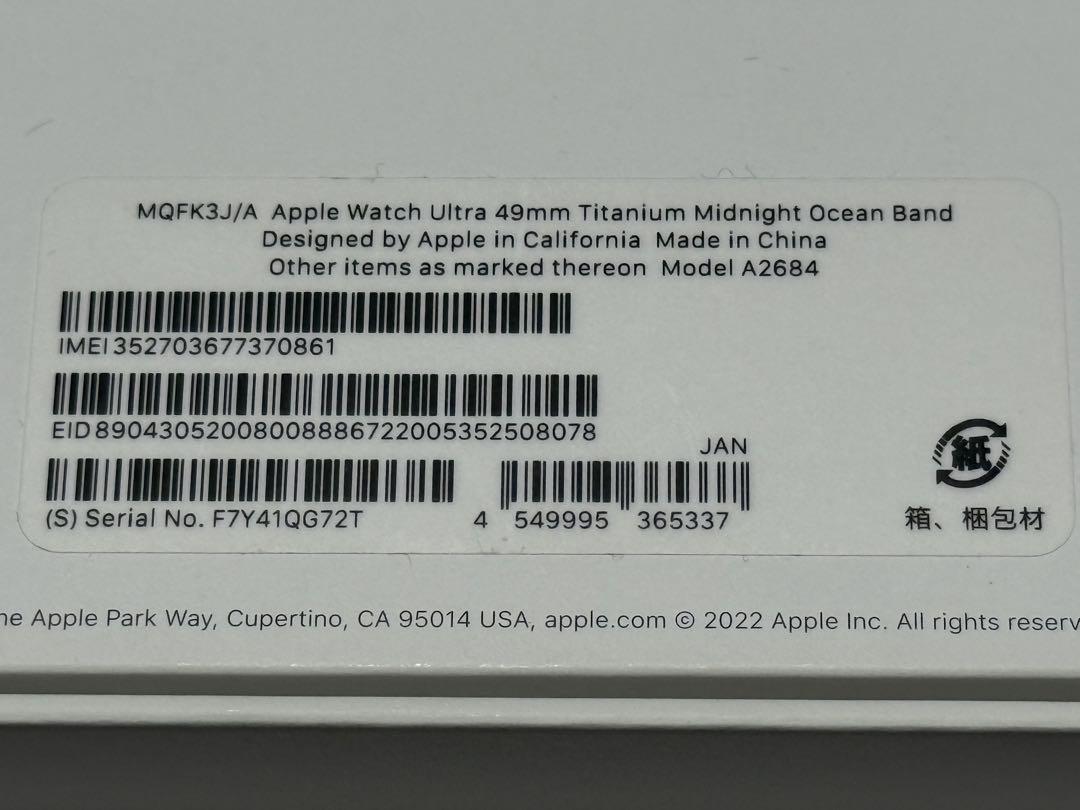 MQFK3J/A Apple Watch Ultra 49mm Titanium Midnight Ocean Band
Designed by Apple in California Made in China
Other items as marked thereon Model A2684
IMEI 352703677370861
EID 89043052008008886722005352508078
JAN
(S) Serial No. F7Y41QG72T
4 549995 365337
紙
箱、梱包材
Apple Park Way, Cupertino, CA 95014 USA, apple.com © 2022 Apple Inc. All rights